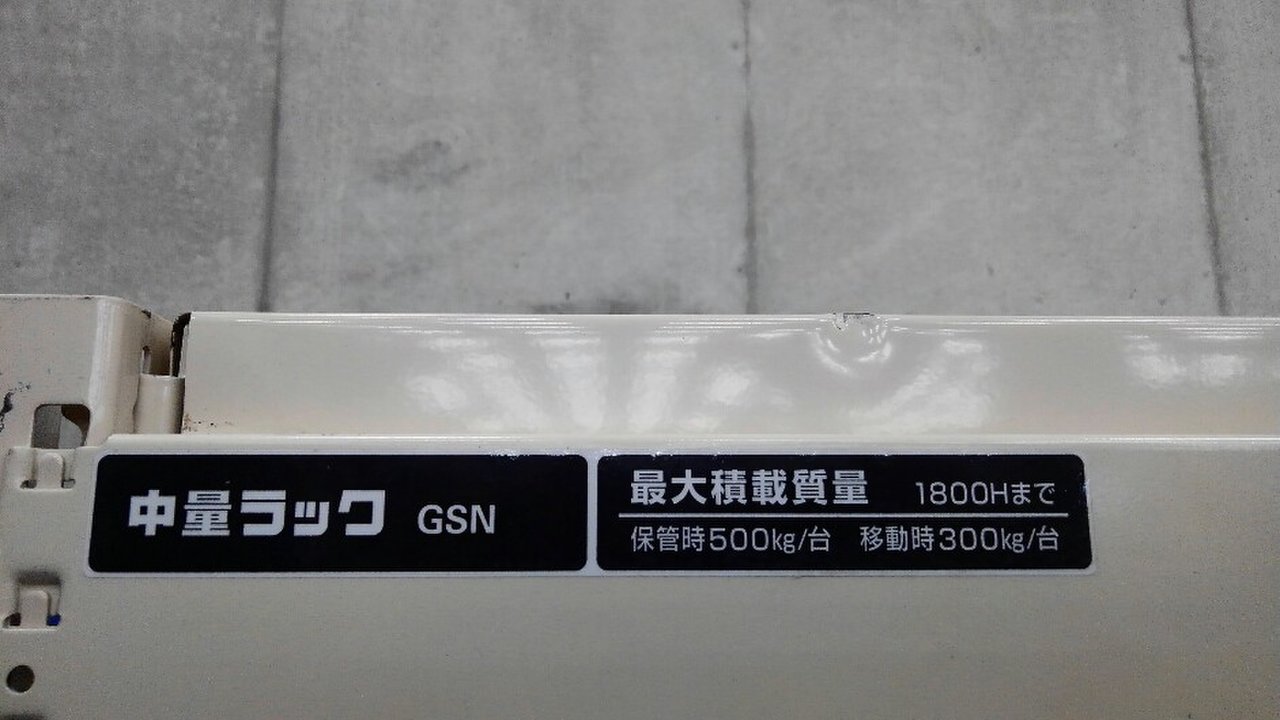 中量ラック GSN
最大積載質量 1800Hまで
保管時500kg/台 移動時300kg/台